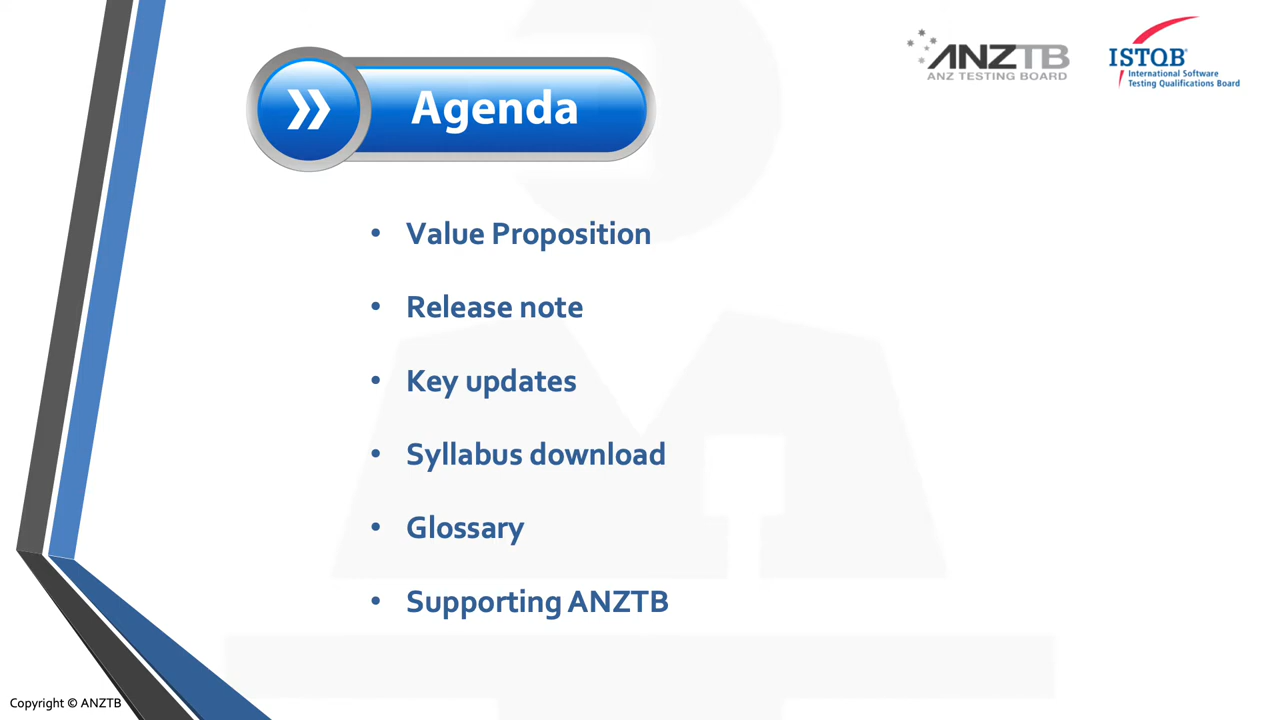 ANZTB
ANZ TESTING BOARD
ISTQB®
International Software
Testing Qualifications Board
Agenda
• Value Proposition
• Release note
• Key updates
• Syllabus download
• Glossary
• Supporting ANZTB
Copyright © ANZTB